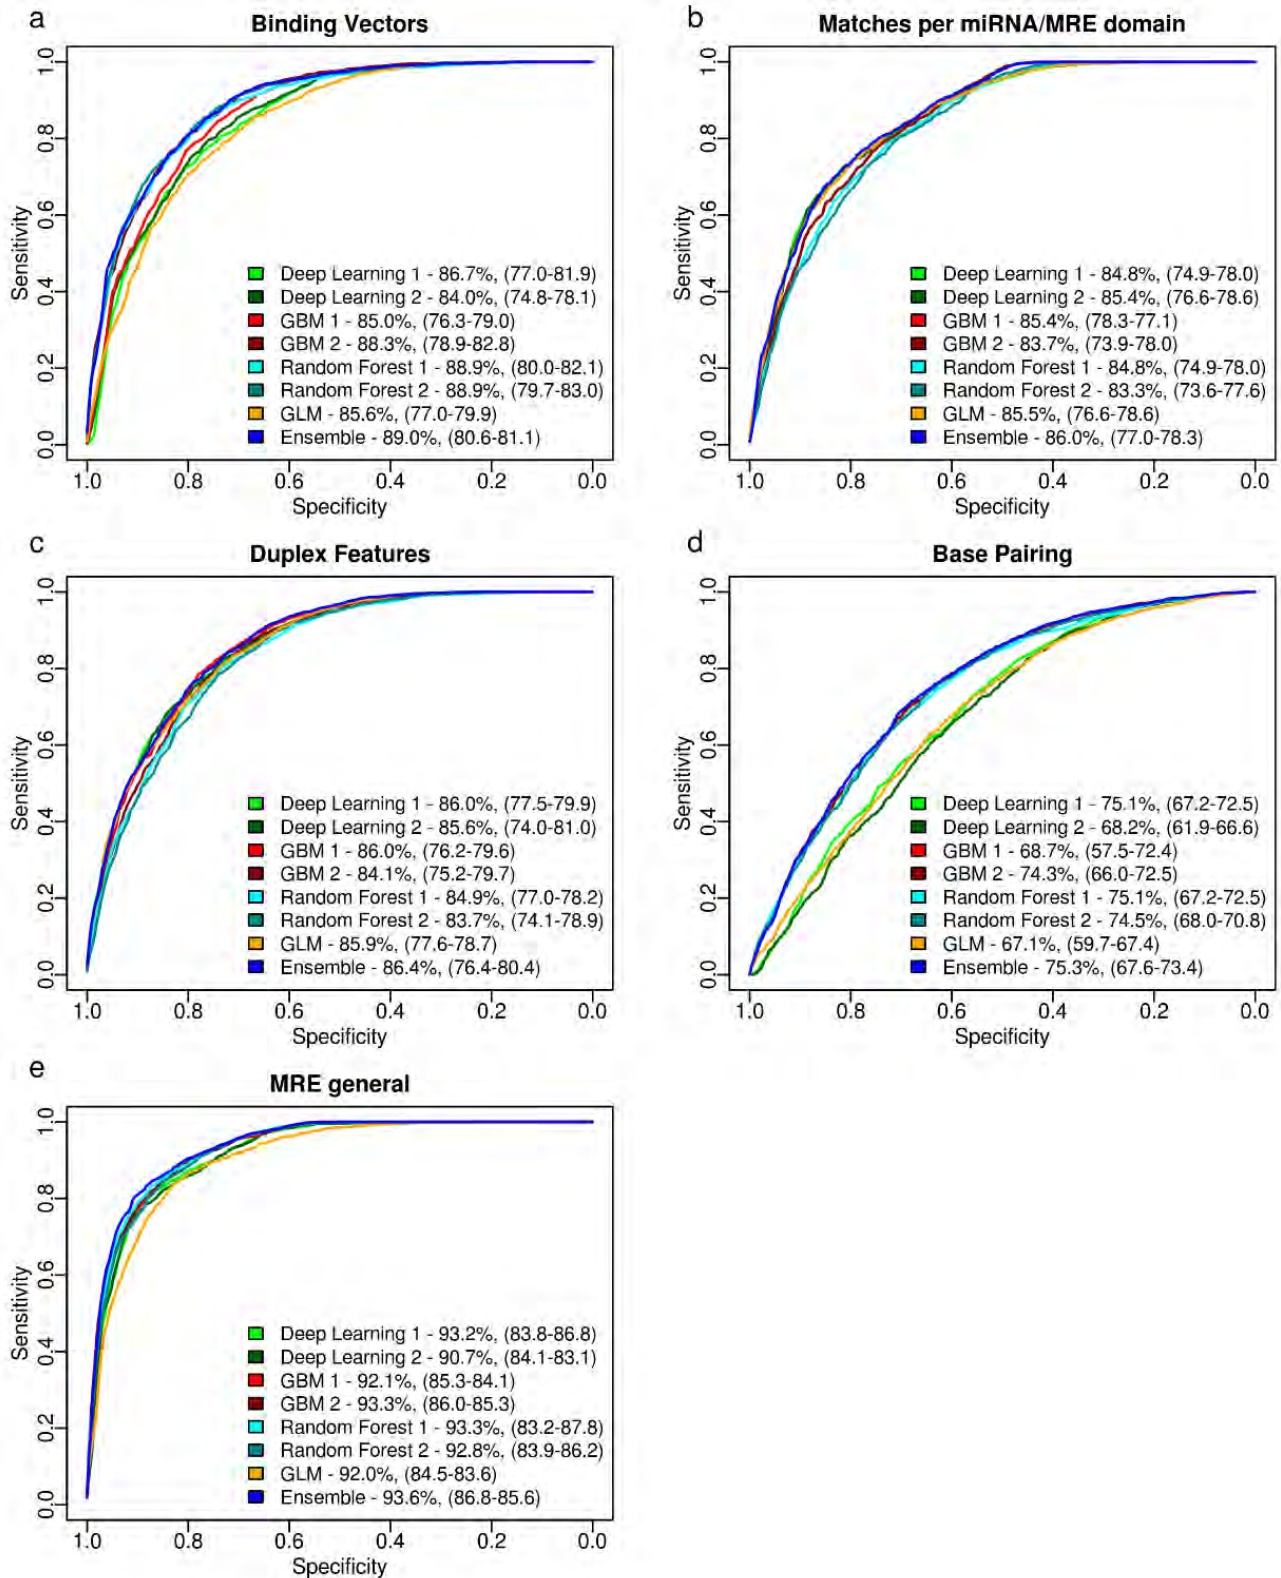 a
Binding Vectors
Sensitivity
0.0 0.2 0.4 0.6 0.8 1.0
Deep Learning 1 - 86.7%, (77.0-81.9)
Deep Learning 2 - 84.0%, (74.8-78.1)
GBM 1 - 85.0%, (76.3-79.0)
GBM 2 - 88.3%, (78.9-82.8)
Random Forest 1 - 88.9%, (80.0-82.1)
Random Forest 2 - 88.9%, (79.7-83.0)
GLM - 85.6%, (77.0-79.9)
Ensemble - 89.0%, (80.6-81.1)
1.0 0.8 0.6 0.4 0.2 0.0
Specificity
b
Matches per miRNA/MRE domain
Sensitivity
0.0 0.2 0.4 0.6 0.8 1.0
Deep Learning 1 - 84.8%, (74.9-78.0)
Deep Learning 2 - 85.4%, (76.6-78.6)
GBM 1 - 85.4%, (78.3-77.1)
GBM 2 - 83.7%, (73.9-78.0)
Random Forest 1 - 84.8%, (74.9-78.0)
Random Forest 2 - 83.3%, (73.6-77.6)
GLM - 85.5%, (76.6-78.6)
Ensemble - 86.0%, (77.0-78.3)
1.0 0.8 0.6 0.4 0.2 0.0
Specificity
c
Duplex Features
Sensitivity
0.0 0.2 0.4 0.6 0.8 1.0
Deep Learning 1 - 86.0%, (77.5-79.9)
Deep Learning 2 - 85.6%, (74.0-81.0)
GBM 1 - 86.0%, (76.2-79.6)
GBM 2 - 84.1%, (75.2-79.7)
Random Forest 1 - 84.9%, (77.0-78.2)
Random Forest 2 - 83.7%, (74.1-78.9)
GLM - 85.9%, (77.6-78.7)
Ensemble - 86.4%, (76.4-80.4)
1.0 0.8 0.6 0.4 0.2 0.0
Specificity
d
Base Pairing
Sensitivity
0.0 0.2 0.4 0.6 0.8 1.0
Deep Learning 1 - 75.1%, (67.2-72.5)
Deep Learning 2 - 68.2%, (61.9-66.6)
GBM 1 - 68.7%, (57.5-72.4)
GBM 2 - 74.3%, (66.0-72.5)
Random Forest 1 - 75.1%, (67.2-72.5)
Random Forest 2 - 74.5%, (68.0-70.8)
GLM - 67.1%, (59.7-67.4)
Ensemble - 75.3%, (67.6-73.4)
1.0 0.8 0.6 0.4 0.2 0.0
Specificity
e
MRE general
Sensitivity
0.0 0.2 0.4 0.6 0.8 1.0
Deep Learning 1 - 93.2%, (83.8-86.8)
Deep Learning 2 - 90.7%, (84.1-83.1)
GBM 1 - 92.1%, (85.3-84.1)
GBM 2 - 93.3%, (86.0-85.3)
Random Forest 1 - 93.3%, (83.2-87.8)
Random Forest 2 - 92.8%, (83.9-86.2)
GLM - 92.0%, (84.5-83.6)
Ensemble - 93.6%, (86.8-85.6)
1.0 0.8 0.6 0.4 0.2 0.0
Specificity